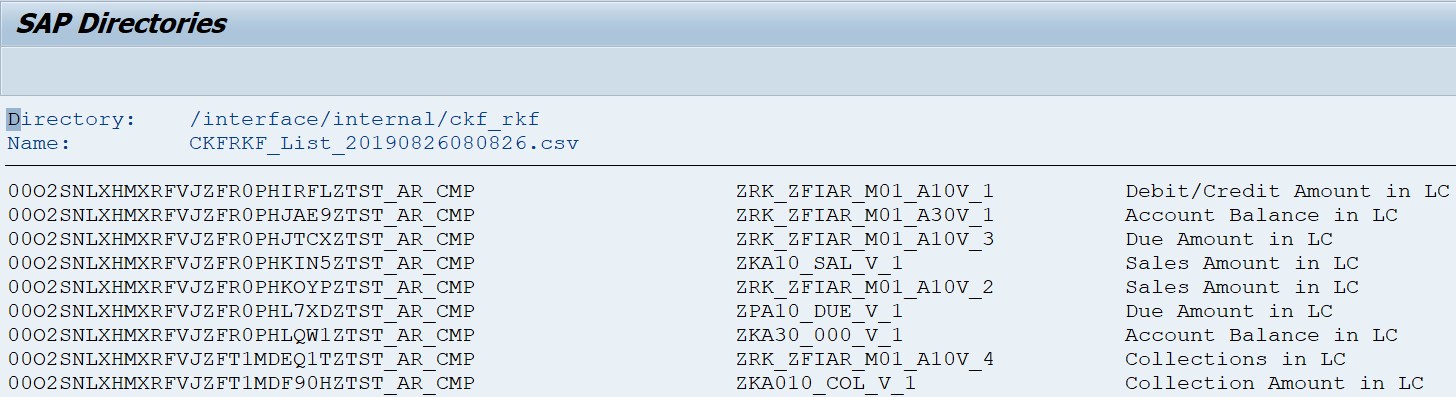 SAP Directories
Directory: /interface/internal/ckf_rkf
Name: CKFRKF_List_20190826080826.csv
00O2SNLXHMXRFVJZFR0PHIRFLZTST_AR_CMP ZRK_ZFIAR_M01_A10V_1 Debit/Credit Amount in LC
00O2SNLXHMXRFVJZFR0PHJAE9ZTST_AR_CMP ZRK_ZFIAR_M01_A30V_1 Account Balance in LC
00O2SNLXHMXRFVJZFR0PHJTCXZTST_AR_CMP ZRK_ZFIAR_M01_A10V_3 Due Amount in LC
00O2SNLXHMXRFVJZFR0PHKIN5ZTST_AR_CMP ZKA10_SAL_V_1 Sales Amount in LC
00O2SNLXHMXRFVJZFR0PHKOYPZTST_AR_CMP ZRK_ZFIAR_M01_A10V_2 Sales Amount in LC
00O2SNLXHMXRFVJZFR0PHL7XDZTST_AR_CMP ZPA10_DUE_V_1 Due Amount in LC
00O2SNLXHMXRFVJZFR0PHLQW1ZTST_AR_CMP ZKA30_000_V_1 Account Balance in LC
00O2SNLXHMXRFVJZFT1MDEQ1TZTST_AR_CMP ZRK_ZFIAR_M01_A10V_4 Collections in LC
00O2SNLXHMXRFVJZFT1MDF90HZTST_AR_CMP ZKA010_COL_V_1 Collection Amount in LC